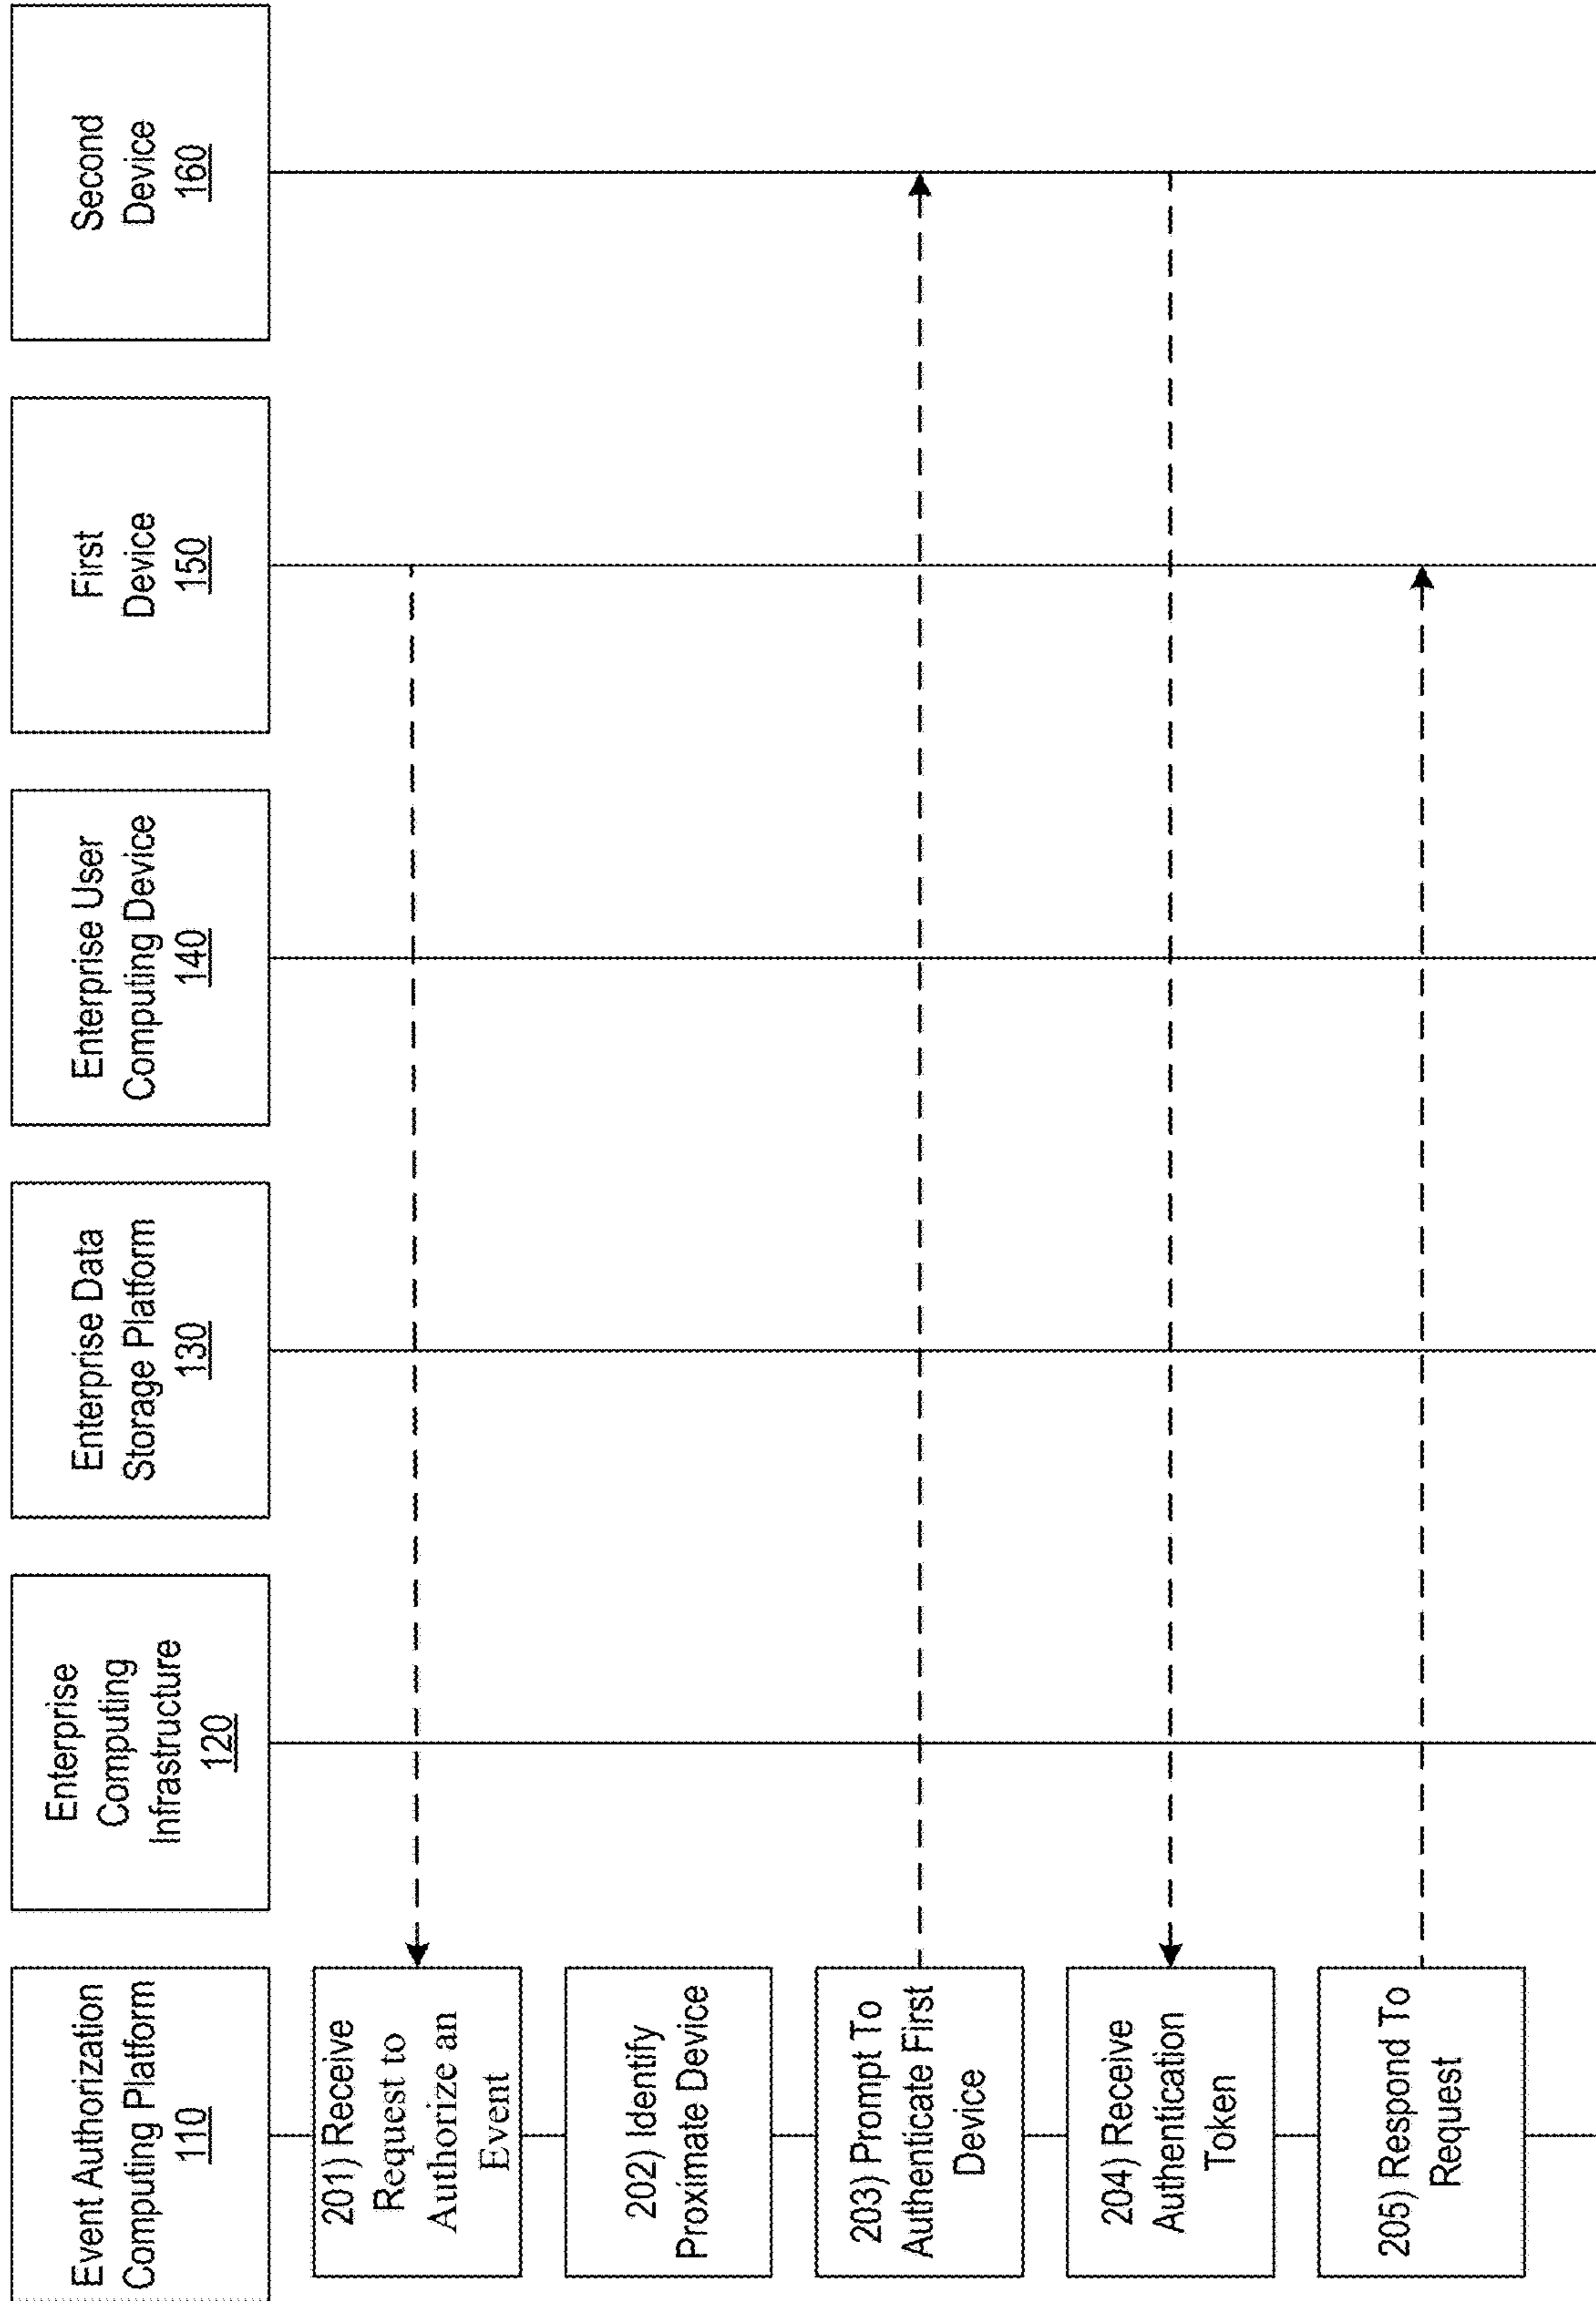 Event Authorization
Computing Platform
110
Enterprise
Computing
Infrastructure
120
Enterprise Data
Storage Platform
130
Enterprise User
Computing Device
140
First
Device
150
Second
Device
160
201) Receive
Request to
Authorize an
Event
202) Identify
Proximate Device
203) Prompt To
Authenticate First
Device
204) Receive
Authentication
Token
205) Respond To
Request